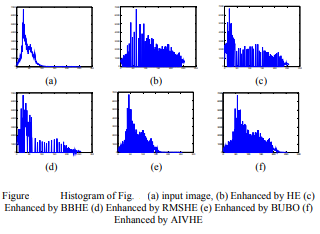 (a)
(b)
(c)
(d)
(e)
(f)
Figure Histogram of Fig. (a) input image, (b) Enhanced by HE (c)
Enhanced by BBHE (d) Enhanced by RMSHE (e) Enhanced by BUBO (f)
Enhanced by AIVHE